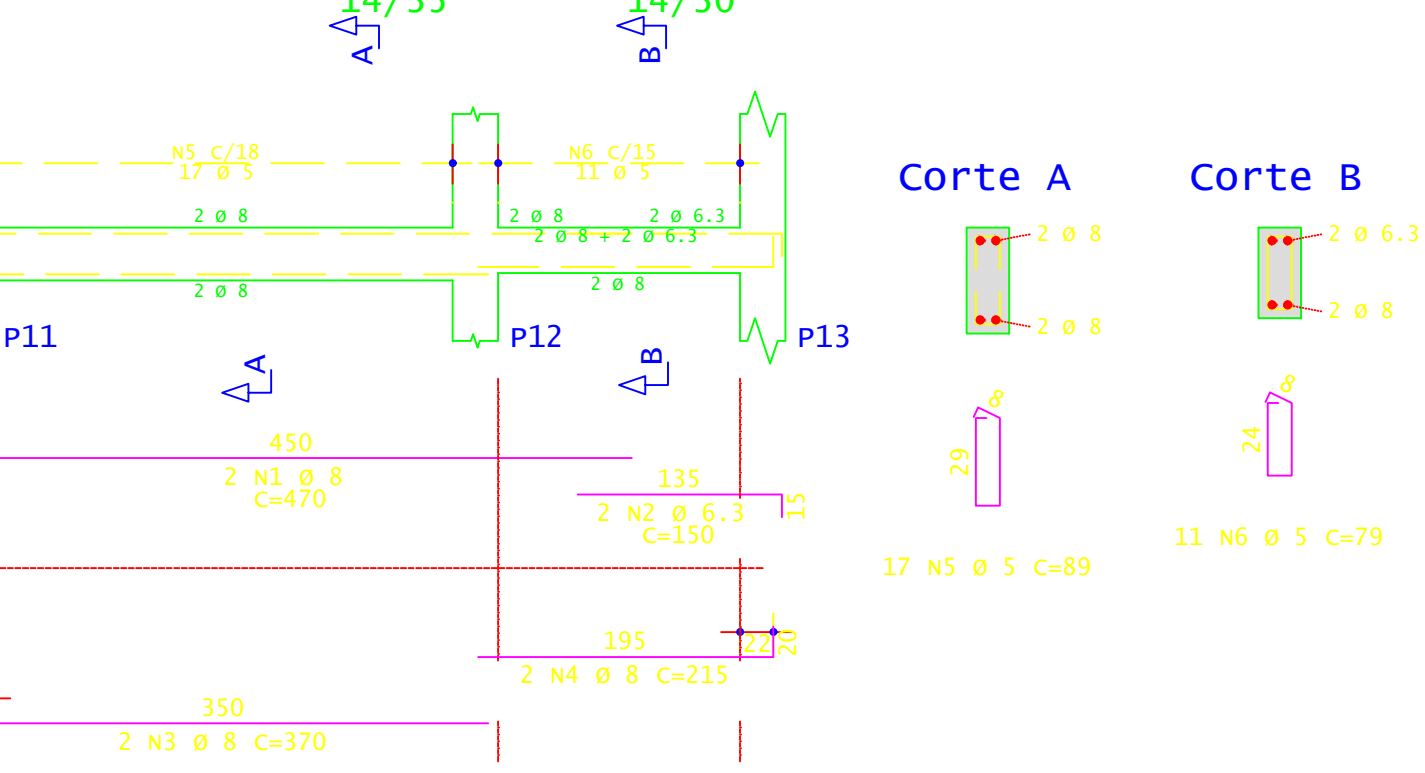 14/35
14/30
A
B
N5 C/18
17 Ø 5
N6 C/15
11 Ø 5
Corte A
Corte B
2 Ø 8
2 Ø 8
2 Ø 6.3
2 Ø 8 + 2 Ø 6.3
2 Ø 8
2 Ø 6.3
2 Ø 8
2 Ø 8
2 Ø 8
2 Ø 8
P11
P12
P13
A
B
8
8
450
2 N1 Ø 8
C=470
135
15
2 N2 Ø 6.3
C=150
29
24
11 N6 Ø 5 C=79
17 N5 Ø 5 C=89
195
22
20
2 N4 Ø 8 C=215
350
2 N3 Ø 8 C=370